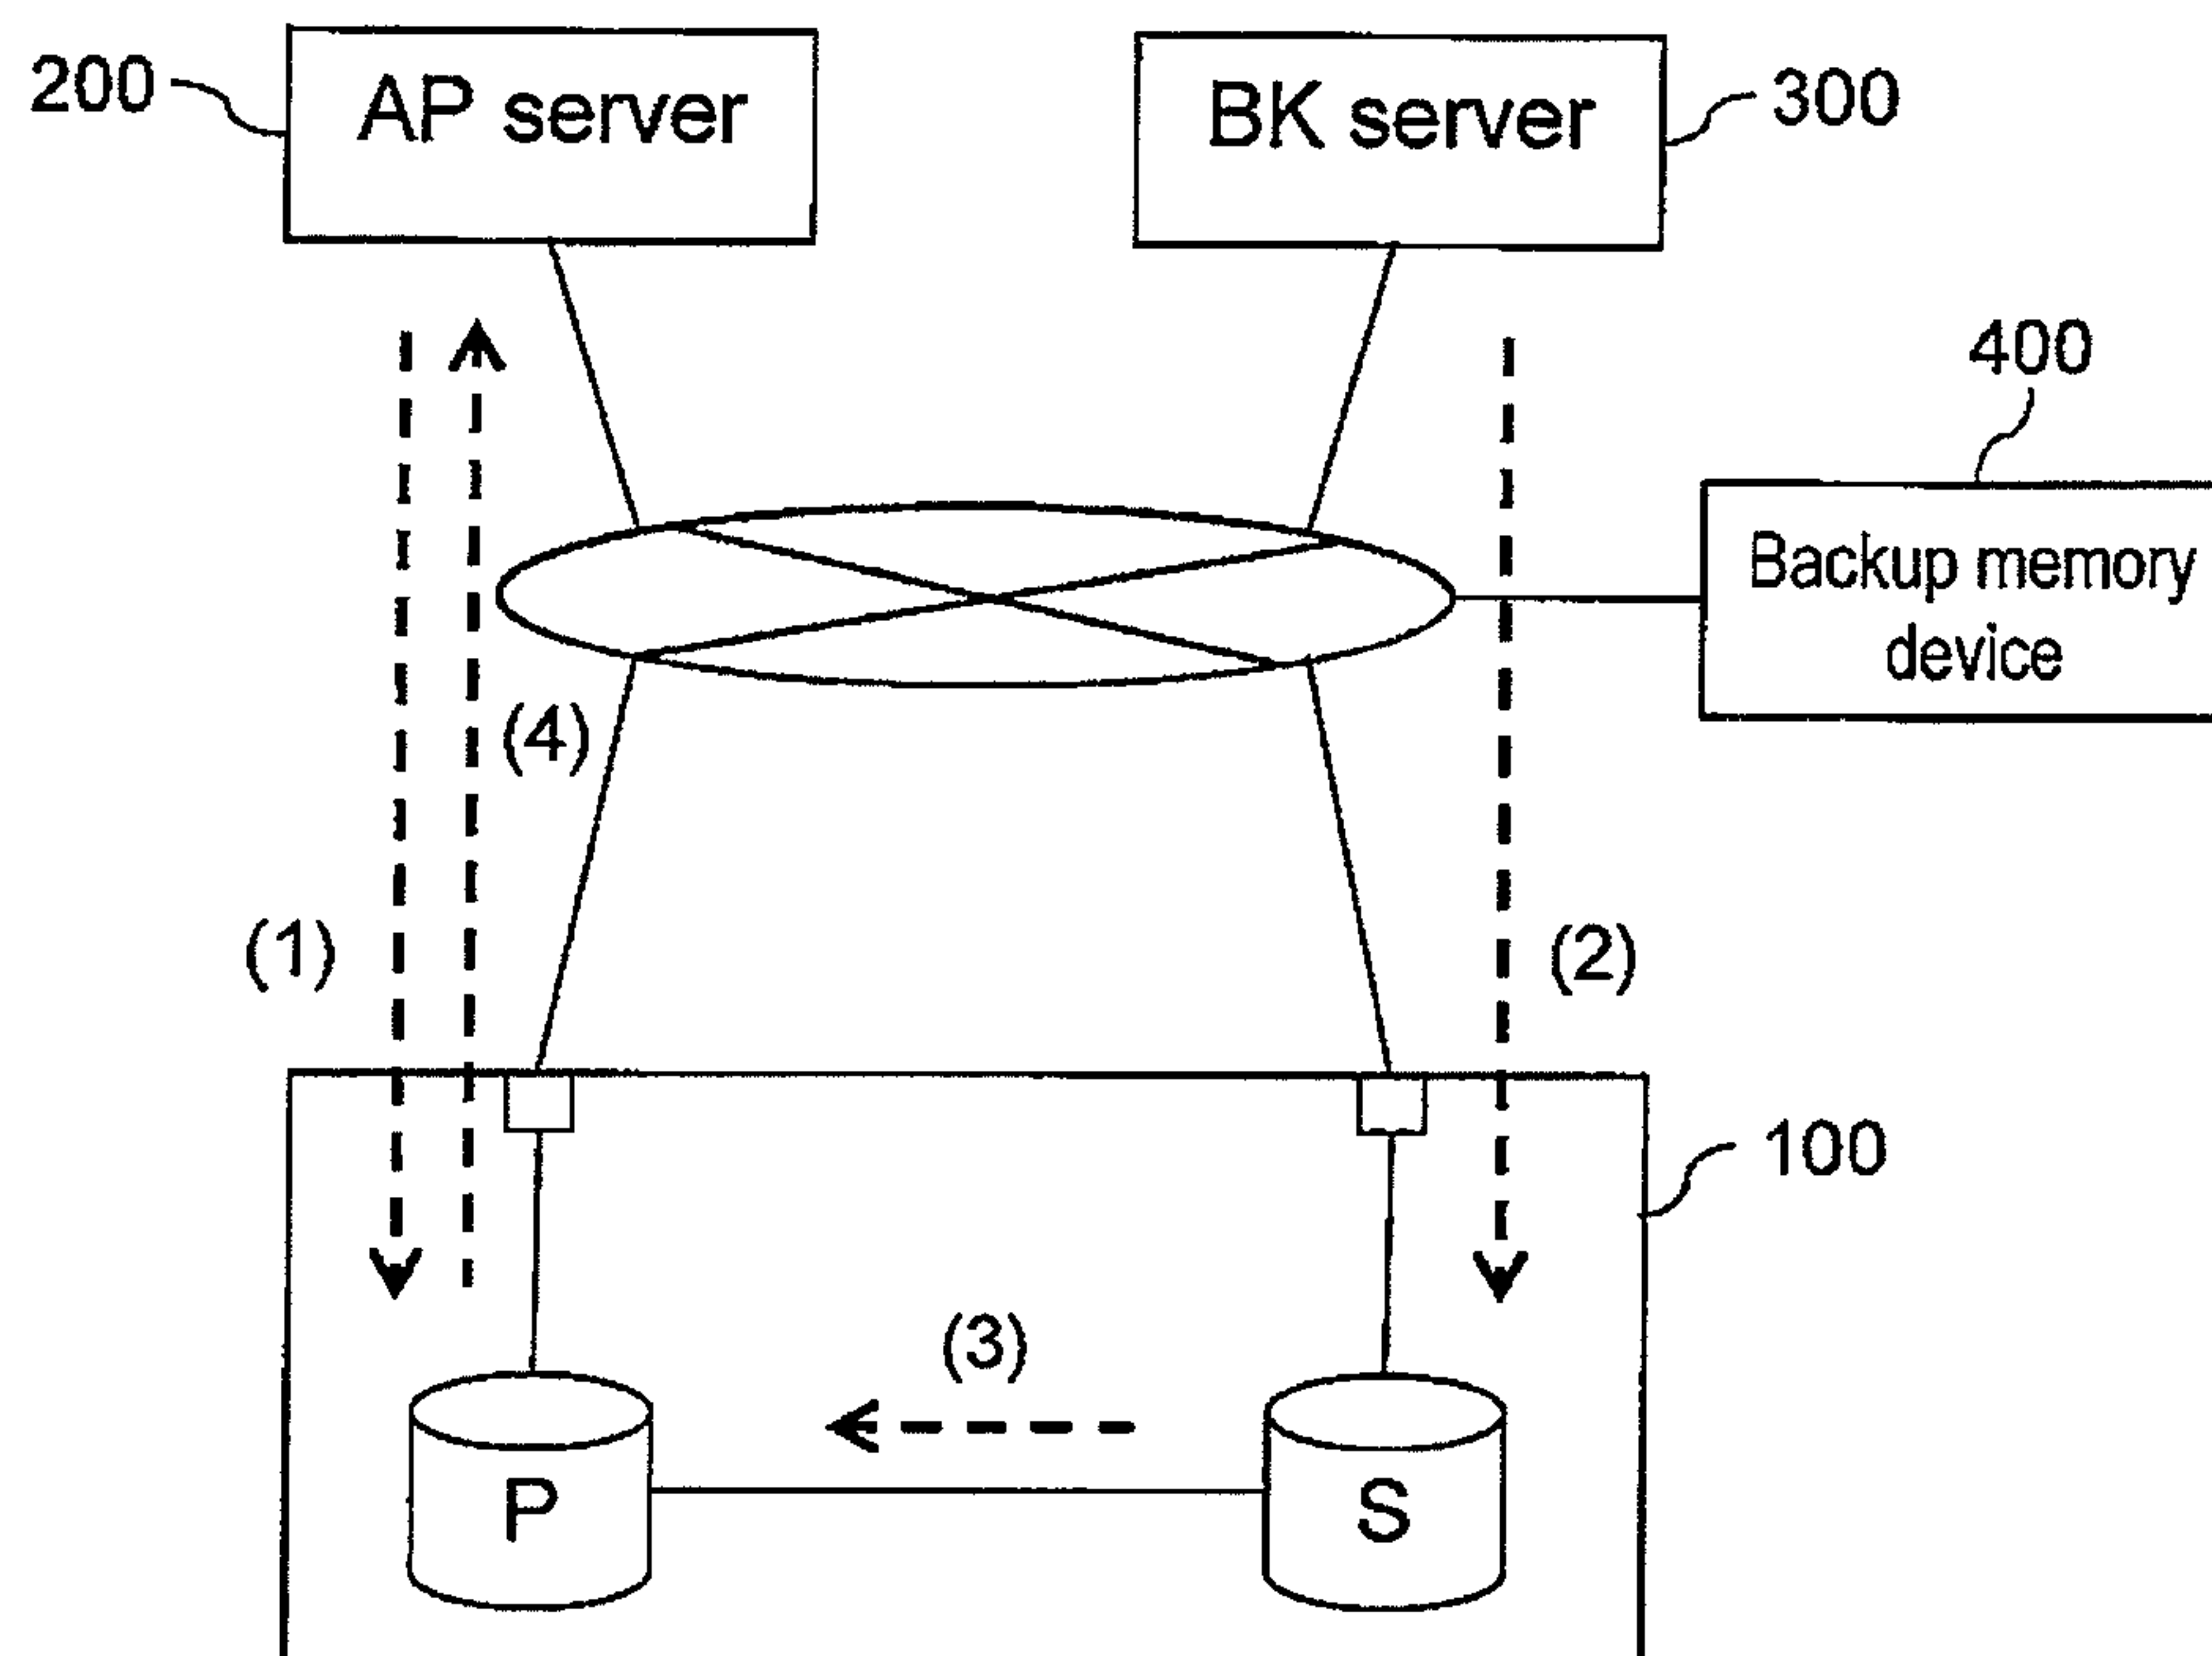 200
AP server
BK server
300
400
Backup memory
device
(4)
(1)
(2)
100
(3)
P
S